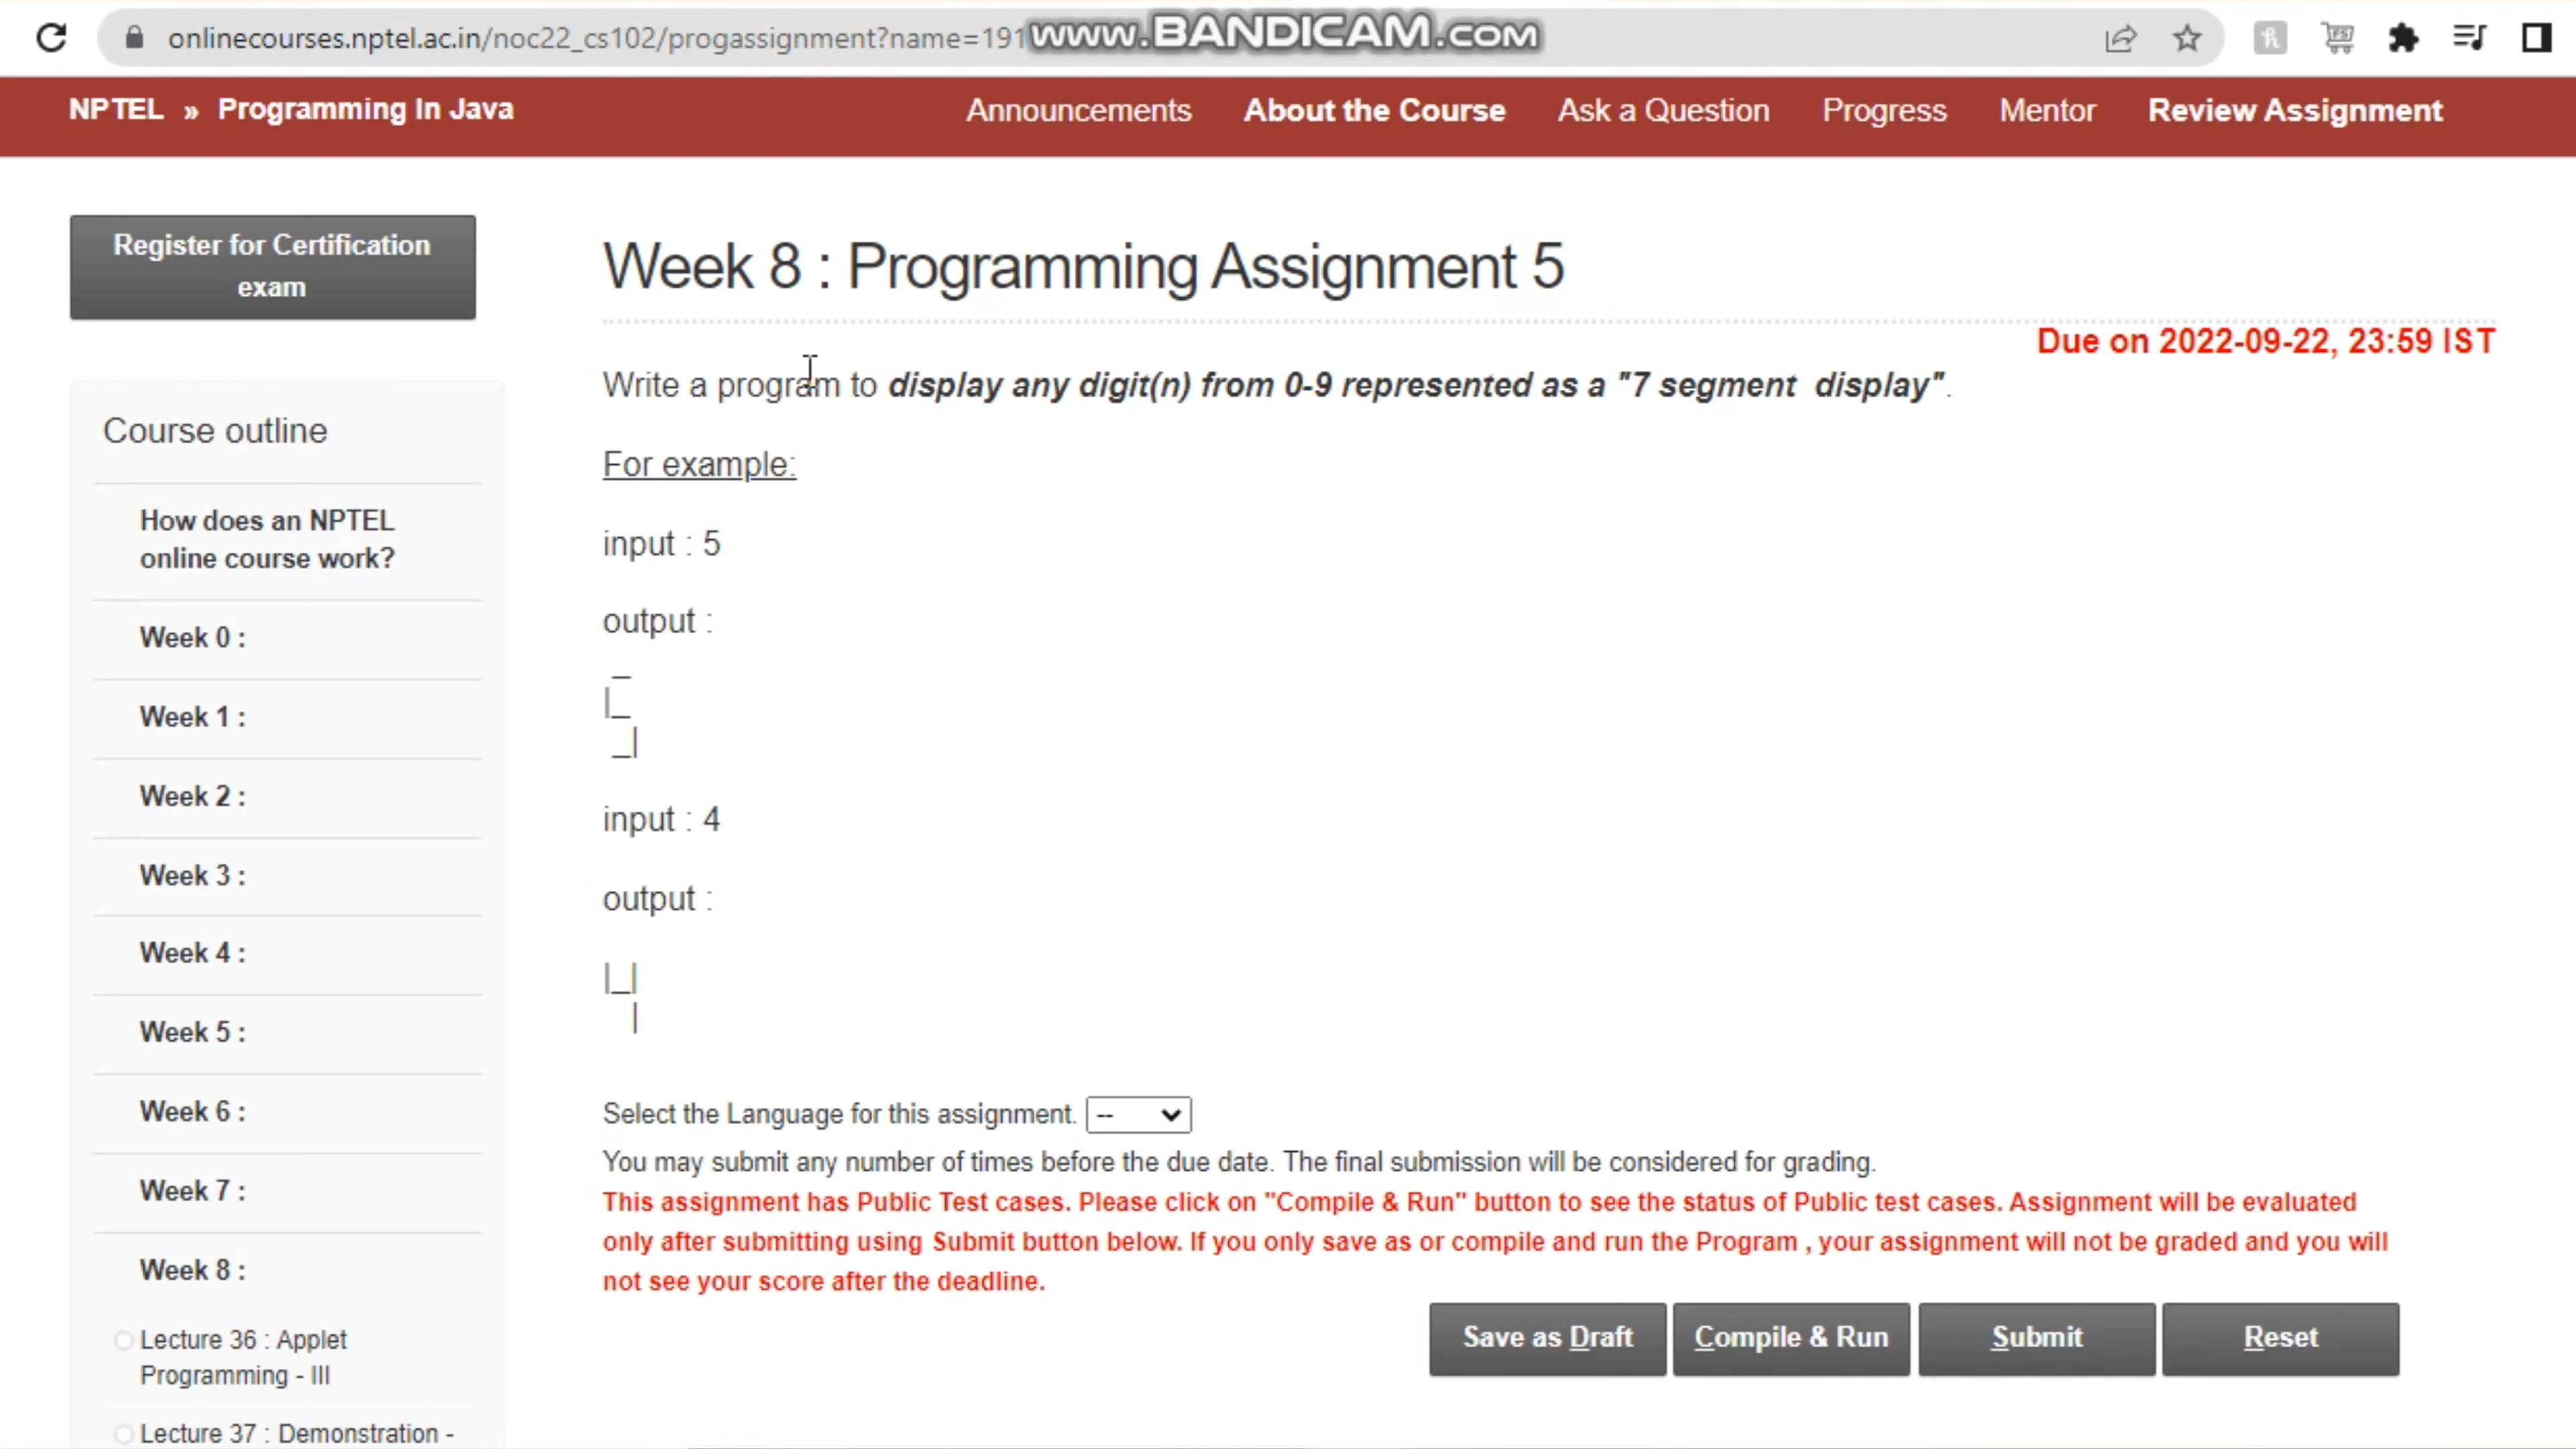 onlinecourses.nptel.ac.in/noc22_cs102/progassignment?name=191
www.BANDICAM.com
NPTEL » Programming In Java
Announcements
About the Course
Ask a Question
Progress
Mentor
Review Assignment
Register for Certification
exam
Course outline
How does an NPTEL
online course work?
Week 0 :
Week 1 :
Week 2 :
Week 3 :
Week 4 :
Week 5 :
Week 6 :
Week 7 :
Week 8 :
Lecture 36 : Applet
Programming - III
Lecture 37 : Demonstration -
Week 8 : Programming Assignment 5
Due on 2022-09-22, 23:59 IST
Write a program to display any digit(n) from 0-9 represented as a "7 segment display".
For example:
input : 5
output :
 _
|_
 _|
input : 4
output :
|_|
  |
Select the Language for this assignment. --
You may submit any number of times before the due date. The final submission will be considered for grading.
This assignment has Public Test cases. Please click on "Compile & Run" button to see the status of Public test cases. Assignment will be evaluated
only after submitting using Submit button below. If you only save as or compile and run the Program , your assignment will not be graded and you will
not see your score after the deadline.
Save as Draft
Compile & Run
Submit
Reset